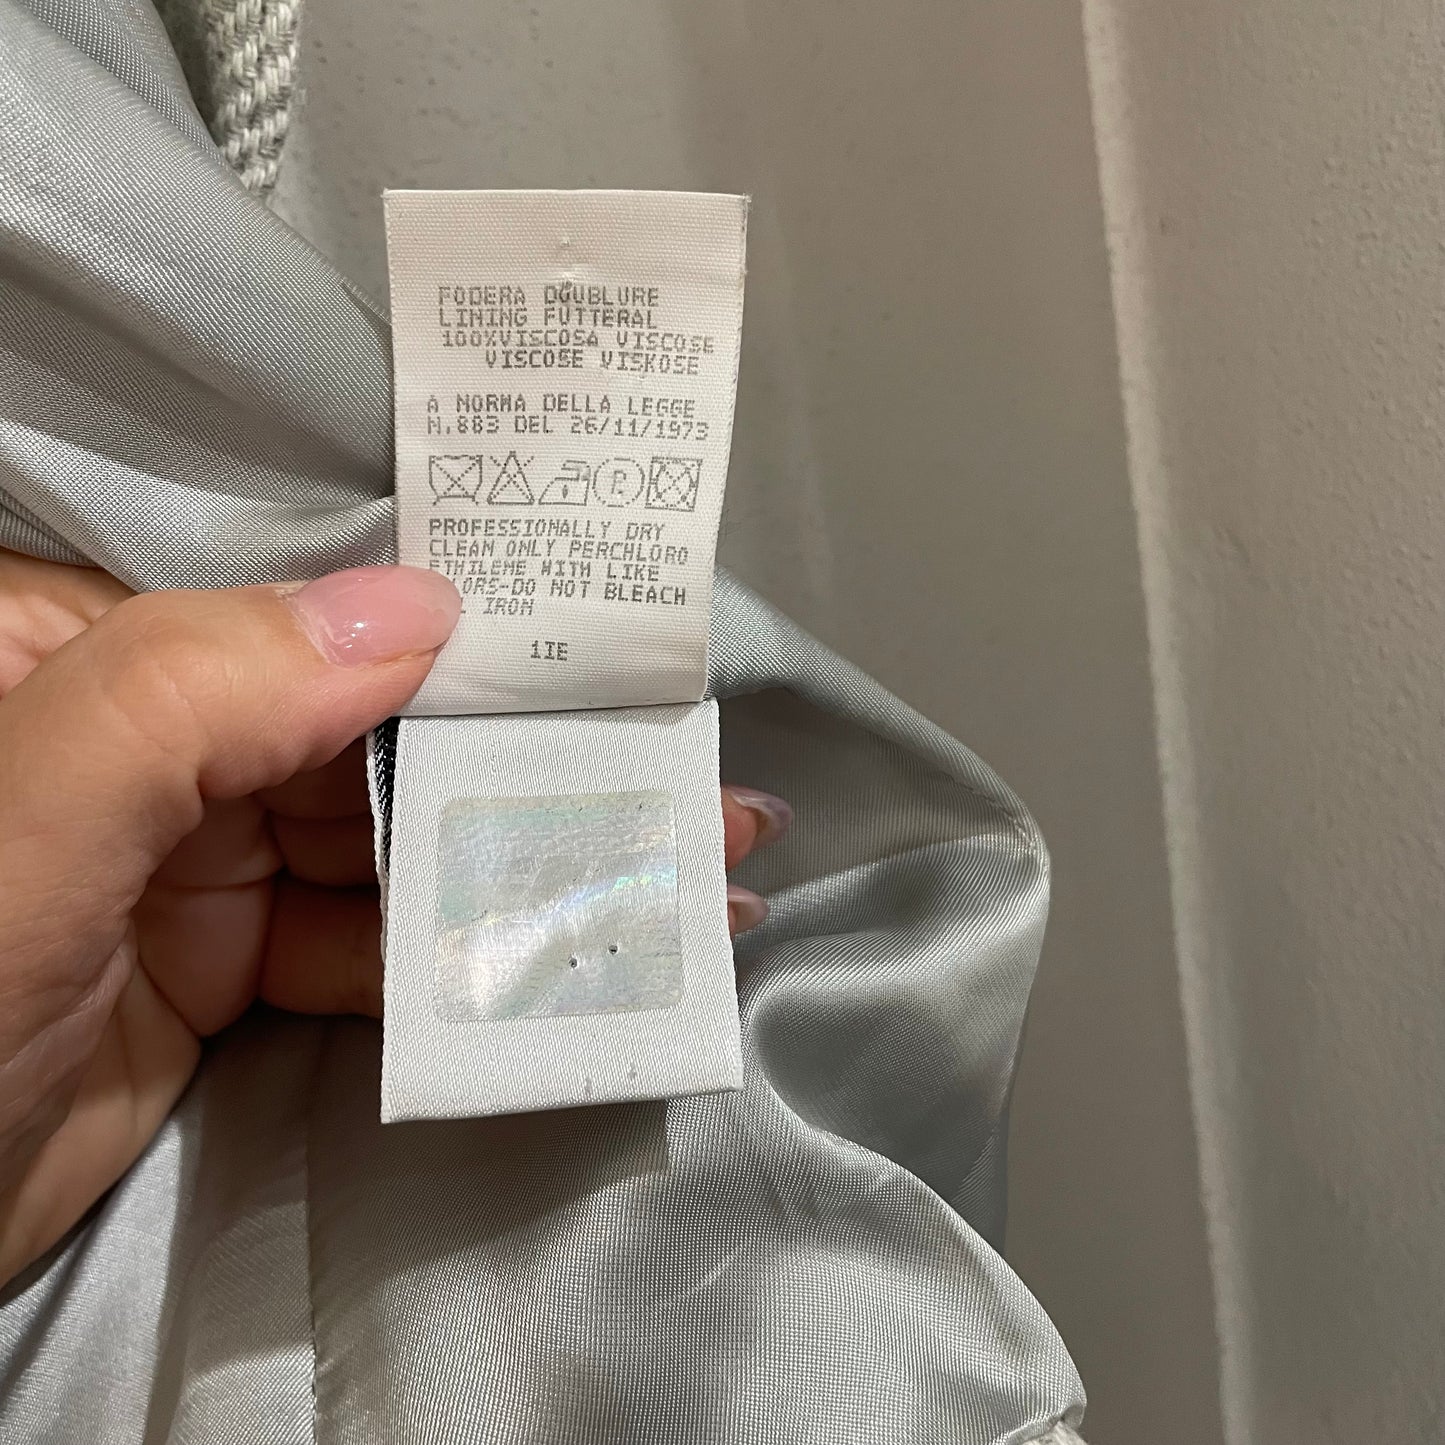 FODERA DOUBLURE
LINING FUTTERAL
100%VISCOSA VISCOSE
VISCOSE VISKOSE
A NORMA DELLA LEGGE
N.883 DEL 26/11/1973
P
PROFESSIONALLY DRY
CLEAN ONLY PERCHLORO
ETHILENE WITH LIKE
ORS-DO NOT BLEACH
IRON
1IE